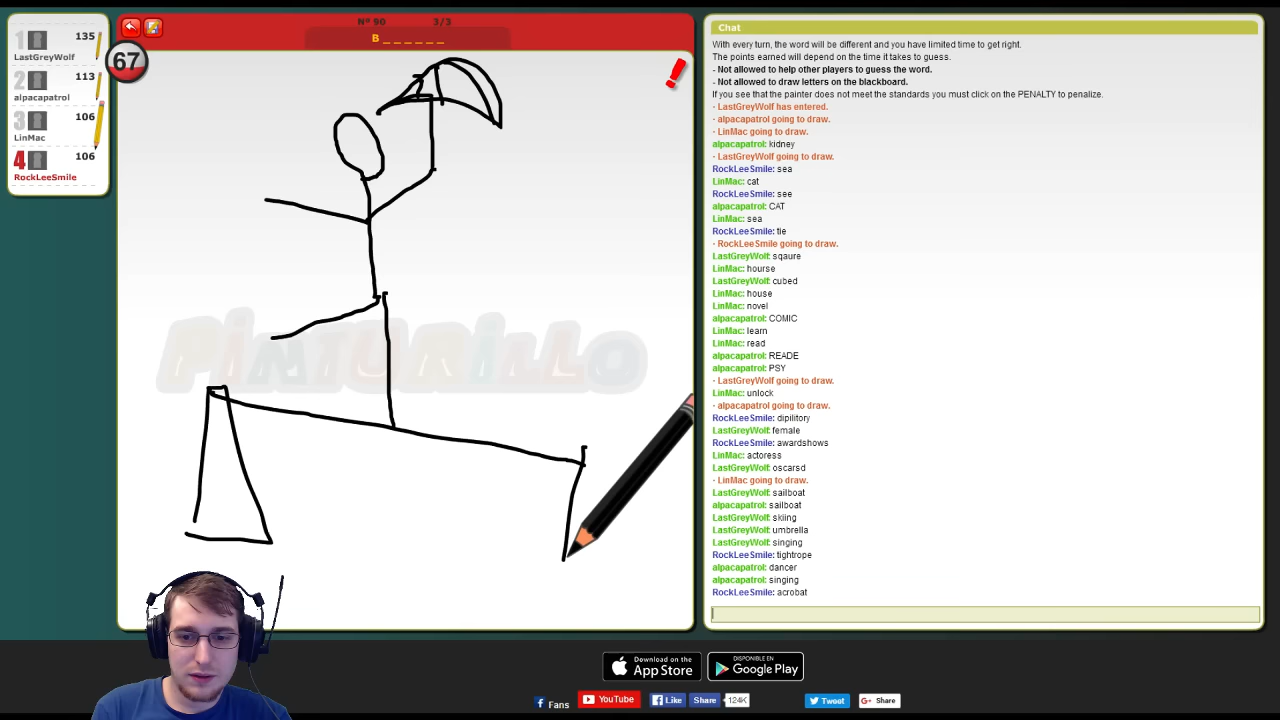 1 135
LastGreyWolf
2 113
alpacapatrol
3 106
LinMac
4 106
RockLeeSmile
67
Nº 90 3/3
B _ _ _ _ _ _
PINTURILLO
Chat
With every turn, the word will be different and you have limited time to get right.
The points earned will depend on the time it takes to guess.
- Not allowed to help other players to guess the word.
- Not allowed to draw letters on the blackboard.
If you see that the painter does not meet the standards you must click on the PENALTY to penalize.
- LastGreyWolf has entered.
- alpacapatrol going to draw.
- LinMac going to draw.
alpacapatrol: kidney
- LastGreyWolf going to draw.
RockLeeSmile: sea
LinMac: cat
RockLeeSmile: see
alpacapatrol: CAT
LinMac: sea
RockLeeSmile: tie
- RockLeeSmile going to draw.
LastGreyWolf: sqaure
LinMac: hourse
LastGreyWolf: cubed
LinMac: house
LinMac: novel
alpacapatrol: COMIC
LinMac: learn
LinMac: read
alpacapatrol: READE
alpacapatrol: PSY
- LastGreyWolf going to draw.
LinMac: unlock
- alpacapatrol going to draw.
RockLeeSmile: dipilitory
LastGreyWolf: female
RockLeeSmile: awardshows
LinMac: actoress
LastGreyWolf: oscarsd
- LinMac going to draw.
LastGreyWolf: sailboat
alpacapatrol: sailboat
LastGreyWolf: skiing
LastGreyWolf: umbrella
LastGreyWolf: singing
RockLeeSmile: tightrope
alpacapatrol: dancer
alpacapatrol: singing
RockLeeSmile: acrobat
Download on the
App Store
DISPONIBLE EN
Google Play
Fans YouTube Like Share 124K Tweet Share